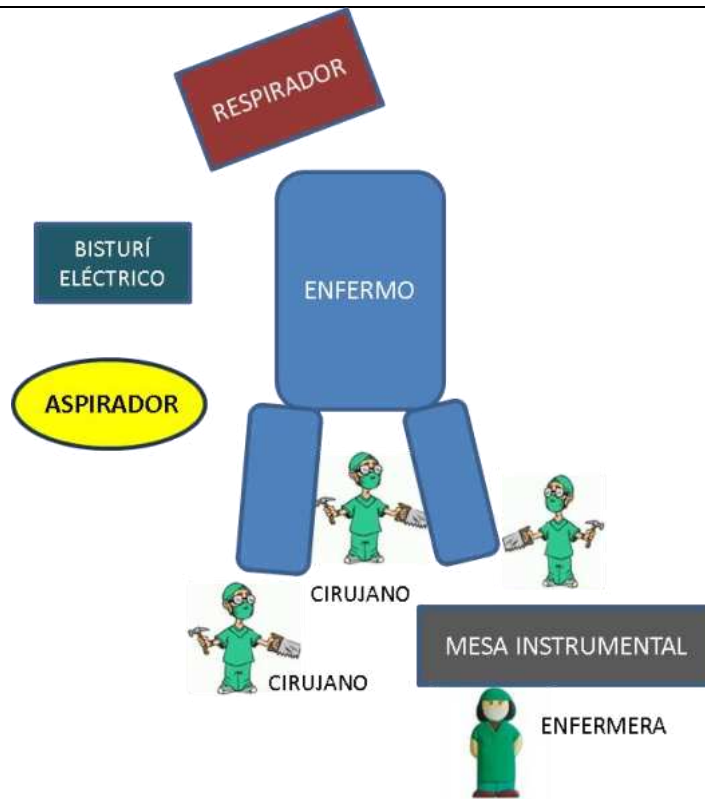 RESPIRADOR
BISTURÍ
ELÉCTRICO
ENFERMO
ASPIRADOR
CIRUJANO
CIRUJANO
MESA INSTRUMENTAL
ENFERMERA